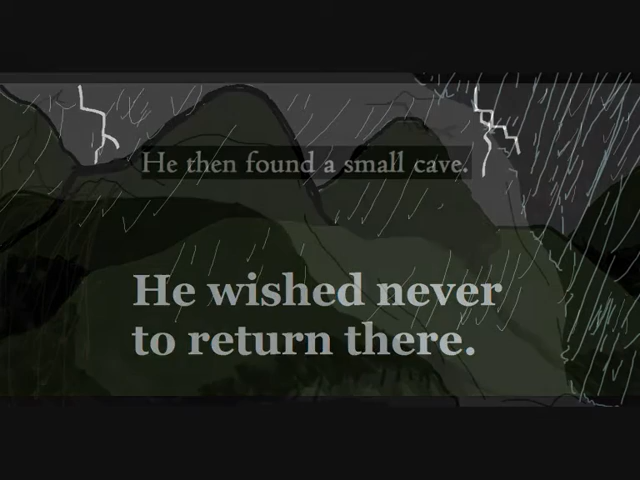 He then found a small cave.
He wished never
to return there.